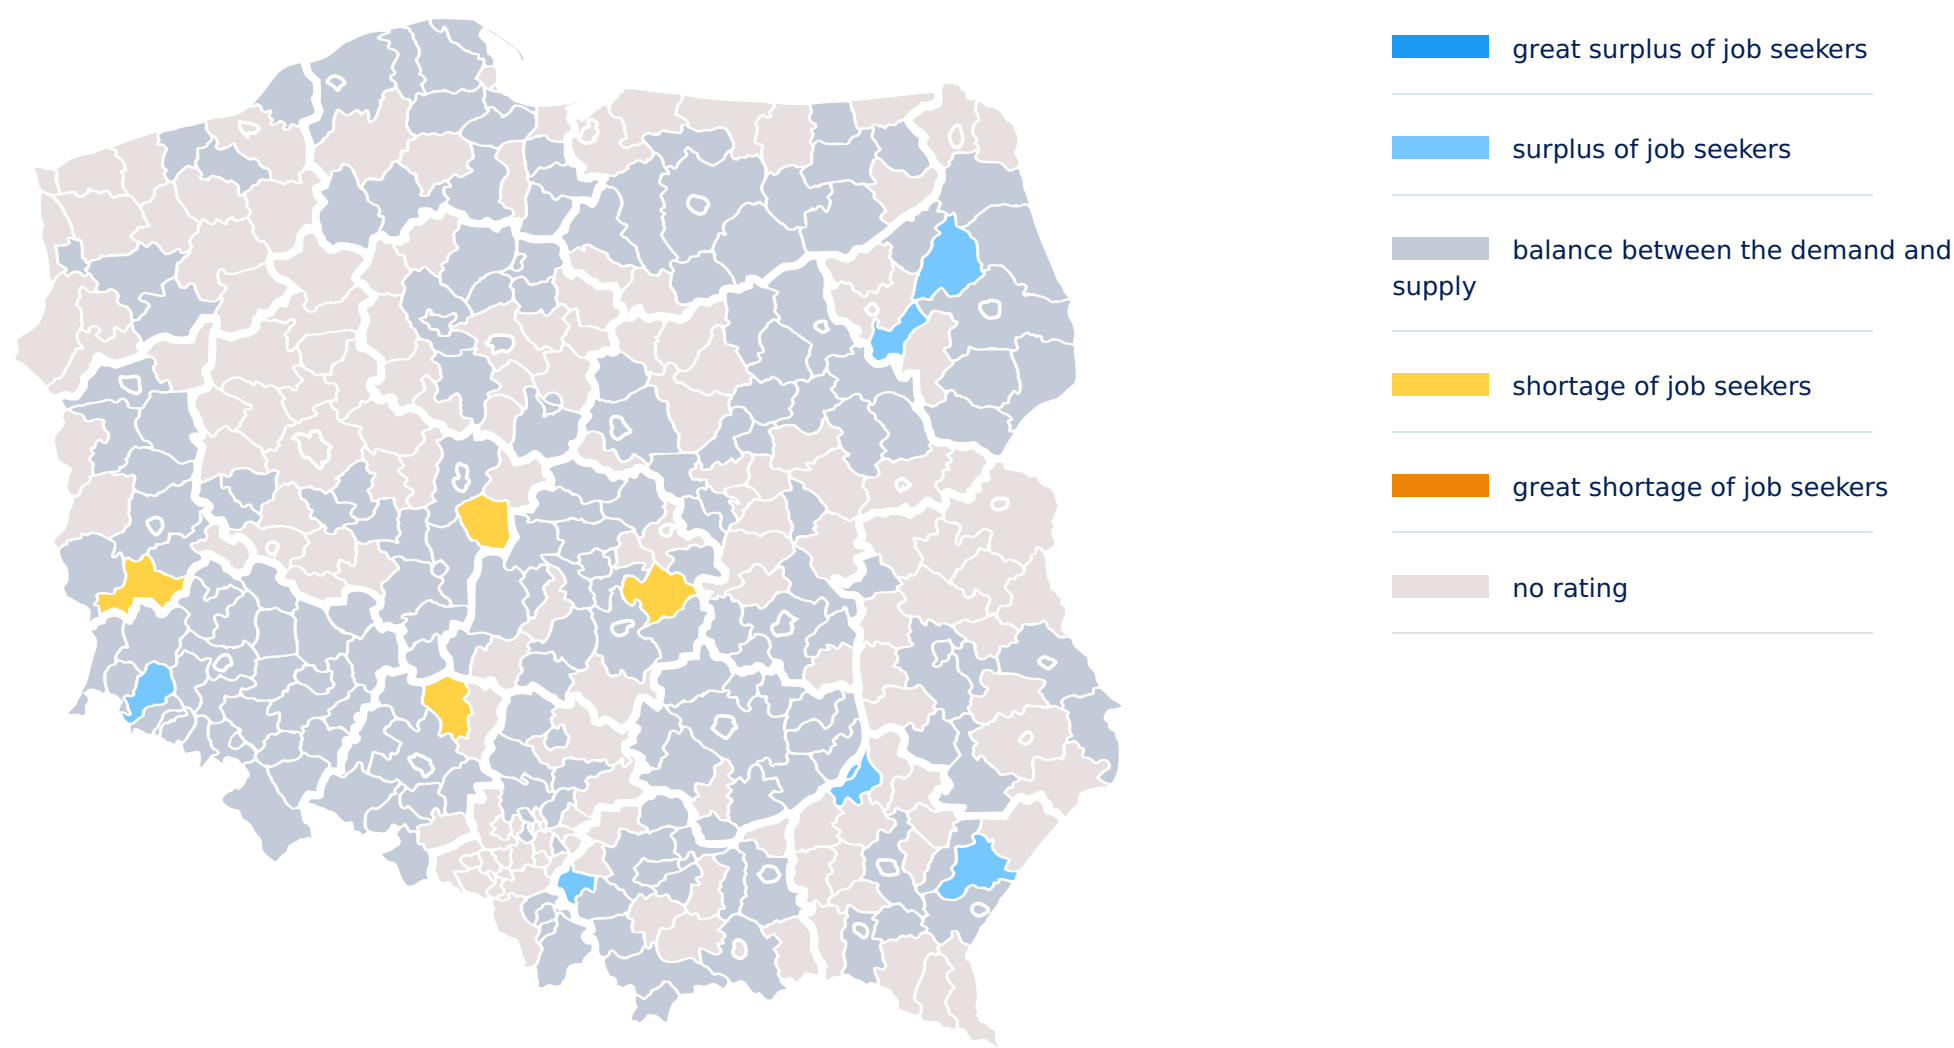 great surplus of job seekers
surplus of job seekers
balance between the demand and
supply
shortage of job seekers
great shortage of job seekers
no rating